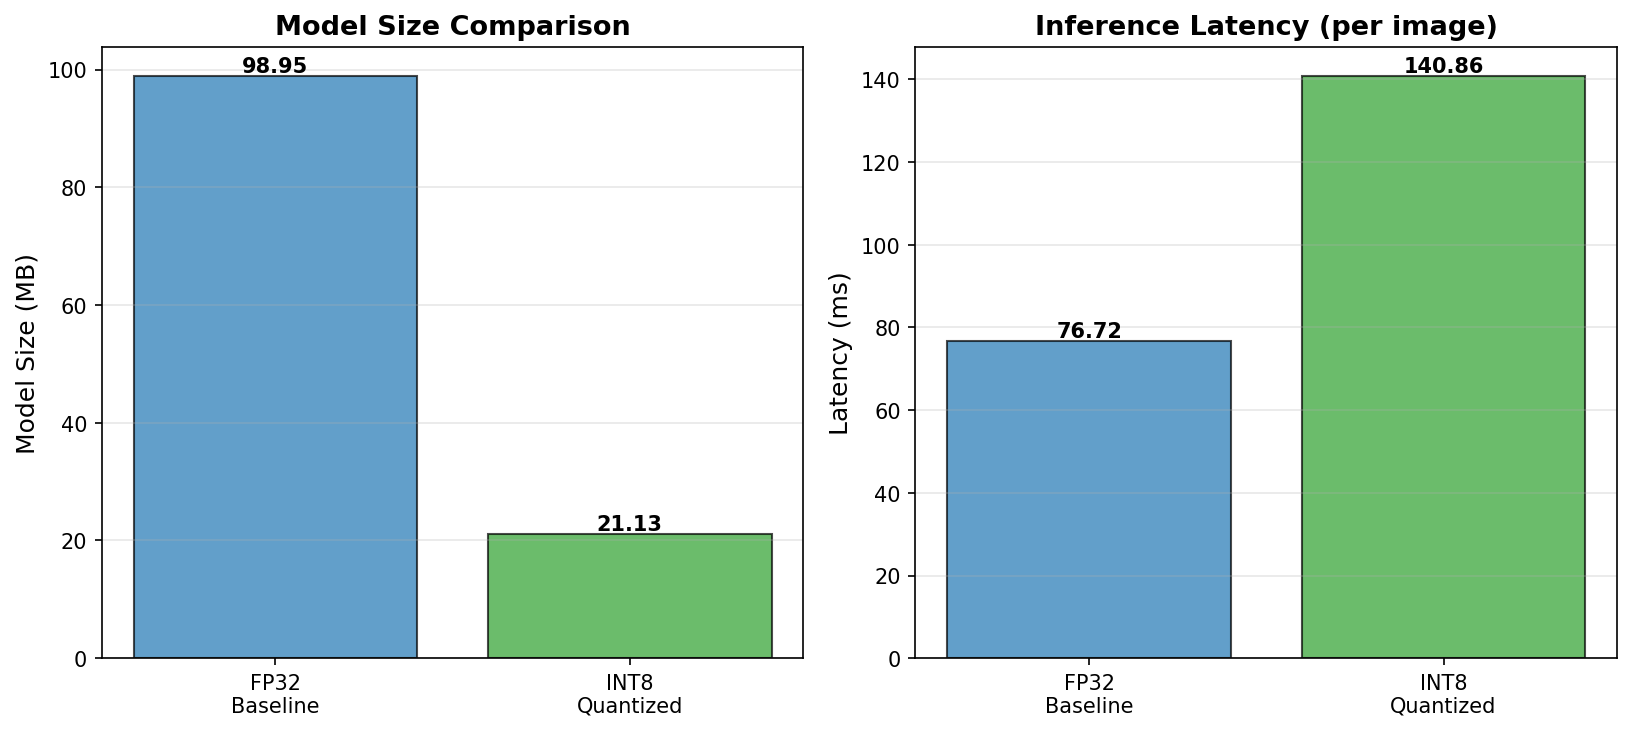 Model Size Comparison
Model Size (MB)
100
80
60
40
20
0
98.95
21.13
FP32
Baseline
INT8
Quantized
Inference Latency (per image)
Latency (ms)
140
120
100
80
60
40
20
0
76.72
140.86
FP32
Baseline
INT8
Quantized